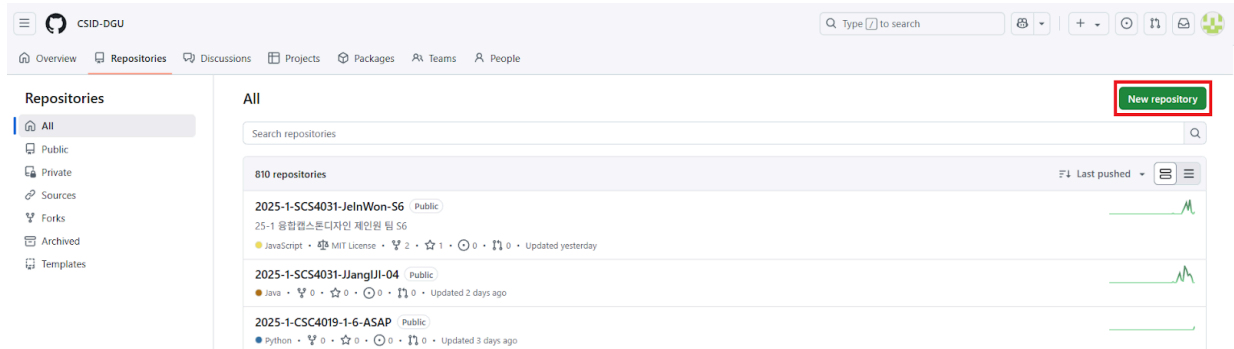 CSID-DGU
Type / to search
Overview Repositories Discussions Projects Packages Teams People
Repositories
All
Public
Private
Sources
Forks
Archived
Templates
All
New repository
Search repositories
810 repositories
Last pushed
2025-1-SCS4031-JeInWon-S6 Public
25-1 융합캡스톤디자인 제인원 팀 S6
JavaScript • MIT License • 2 • 1 • 0 • 0 • Updated yesterday
2025-1-SCS4031-JJangIJI-04 Public
Java • 0 • 0 • 0 • 0 • Updated 2 days ago
2025-1-CSC4019-1-6-ASAP Public
Python • 0 • 0 • 0 • 0 • Updated 3 days ago